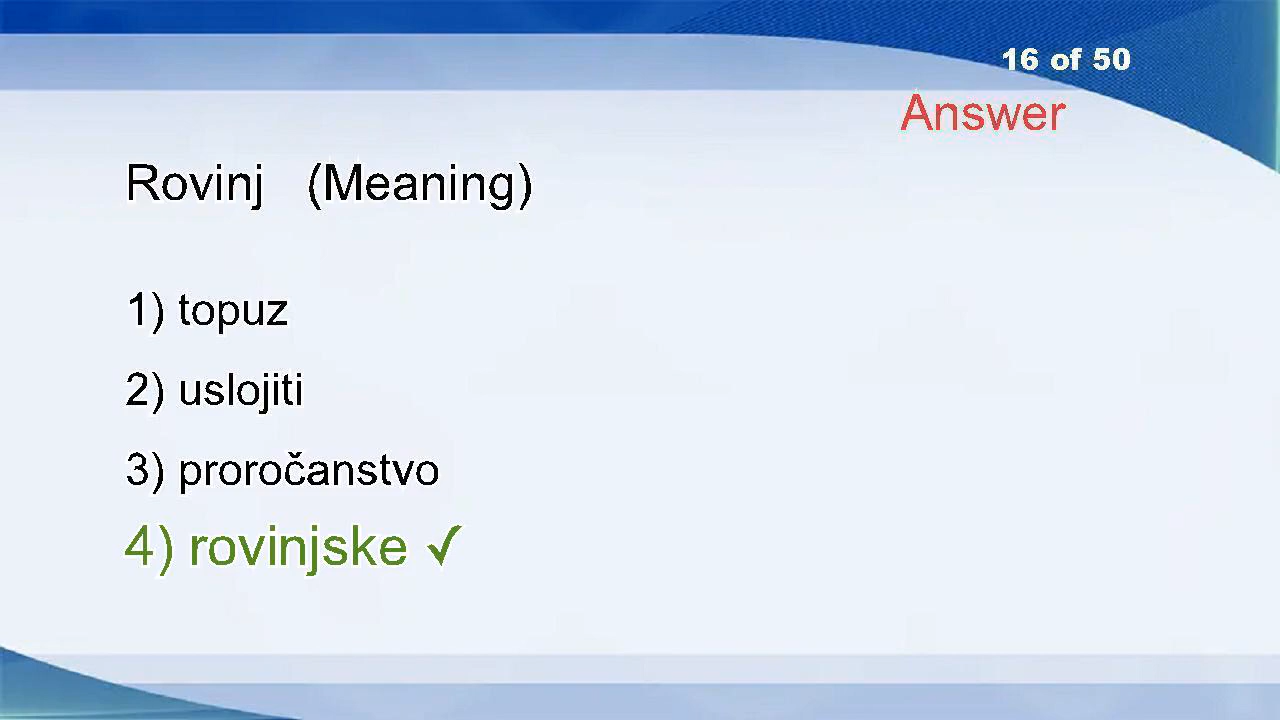 16 of 50
Answer
Rovinj (Meaning)
1) topuz
2) uslojiti
3) proročanstvo
4) rovinjske ✓